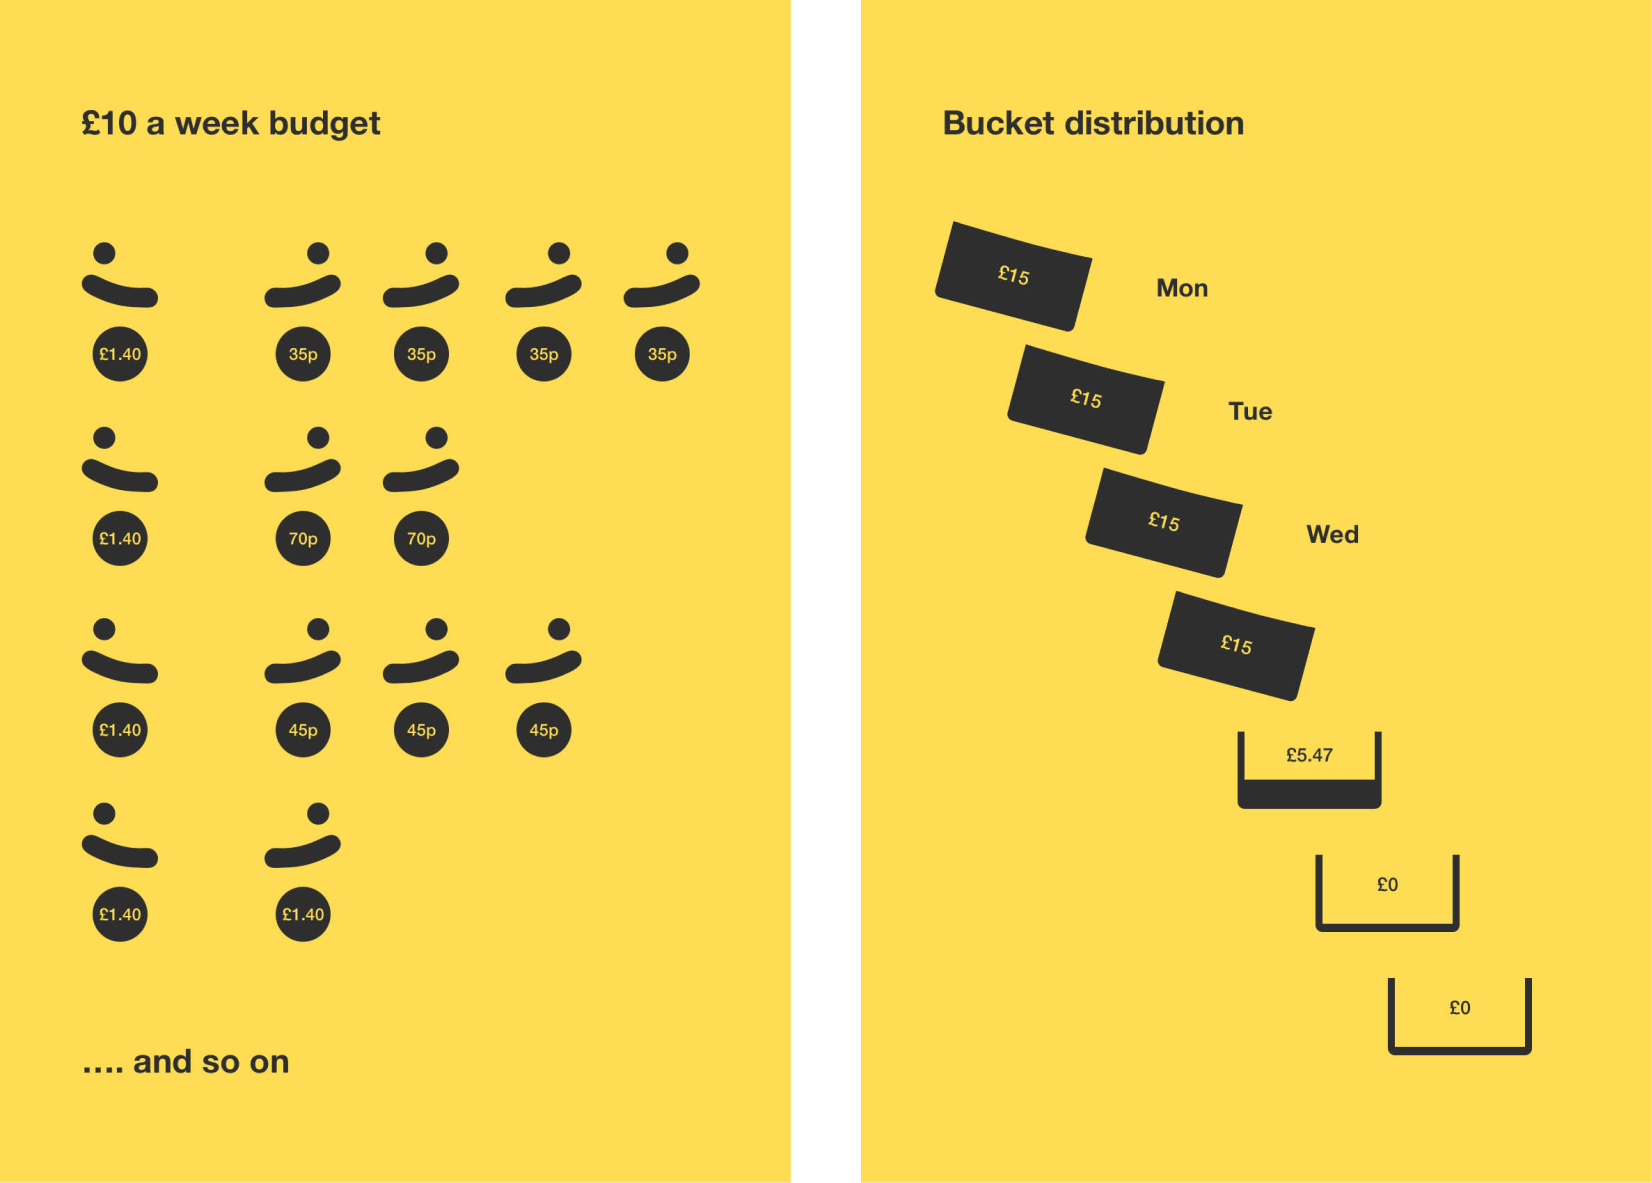 £10 a week budget
£1.40 35p 35p 35p 35p
£1.40 70p 70p
£1.40 45p 45p 45p
£1.40 £1.40
.... and so on
Bucket distribution
£15 Mon
£15 Tue
£15 Wed
£15
£5.47
£0
£0